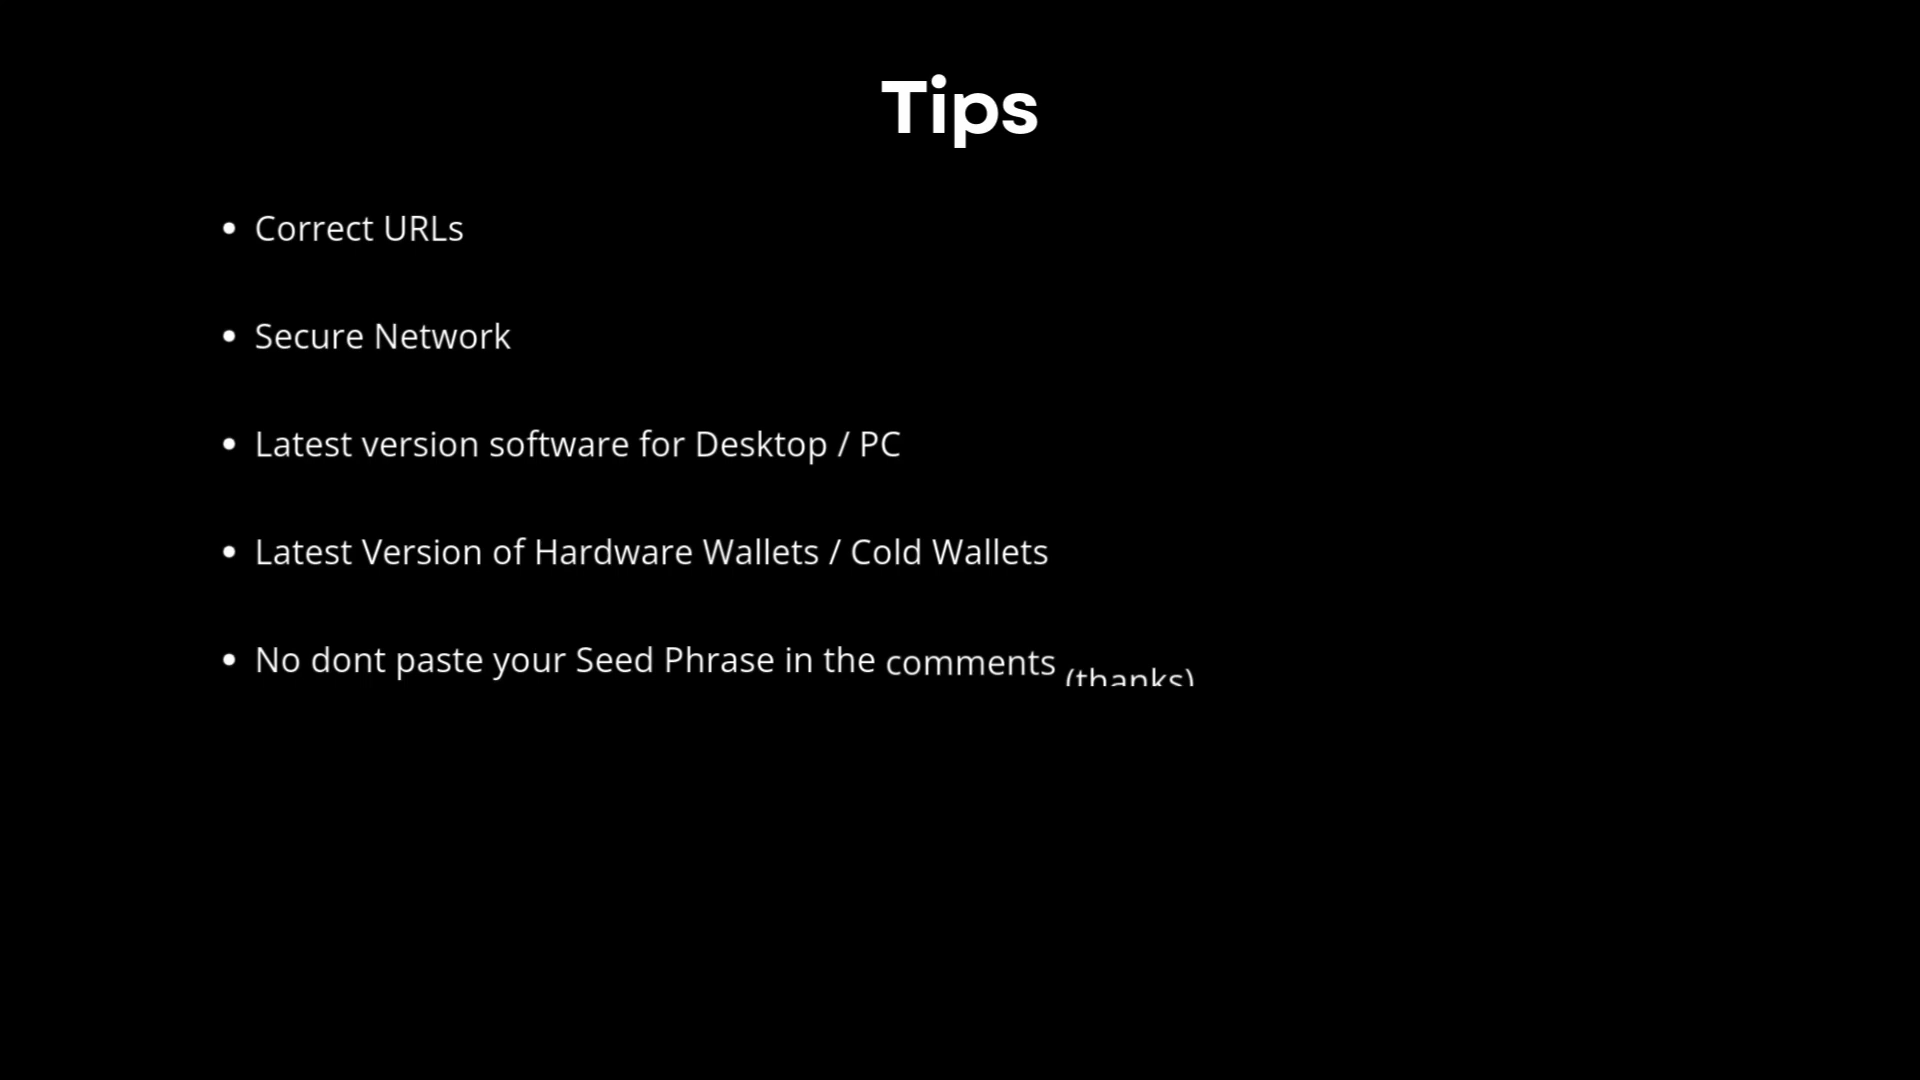 Tips
• Correct URLs
• Secure Network
• Latest version software for Desktop / PC
• Latest Version of Hardware Wallets / Cold Wallets
• No dont paste your Seed Phrase in the comments (thanks)